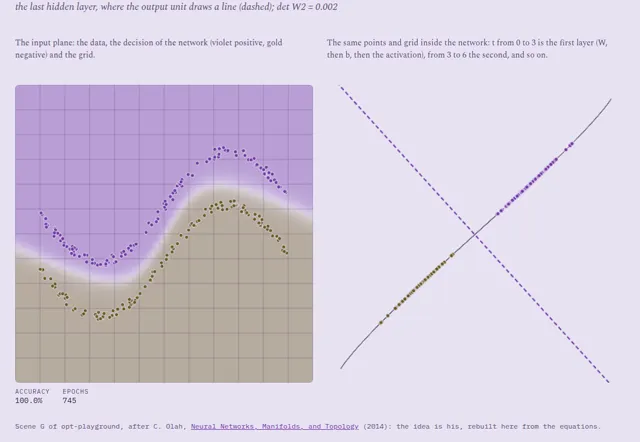 the last hidden layer, where the output unit draws a line (dashed); det W2 = 0.002
The input plane: the data, the decision of the network (violet positive, gold
negative) and the grid.
The same points and grid inside the network: t from 0 to 3 is the first layer (W,
then b, then the activation), from 3 to 6 the second, and so on.
ACCURACY EPOCHS
100.0% 745
Scene G of opt-playground, after C. Olah, Neural Networks, Manifolds, and Topology (2014): the idea is his, rebuilt here from the equations.